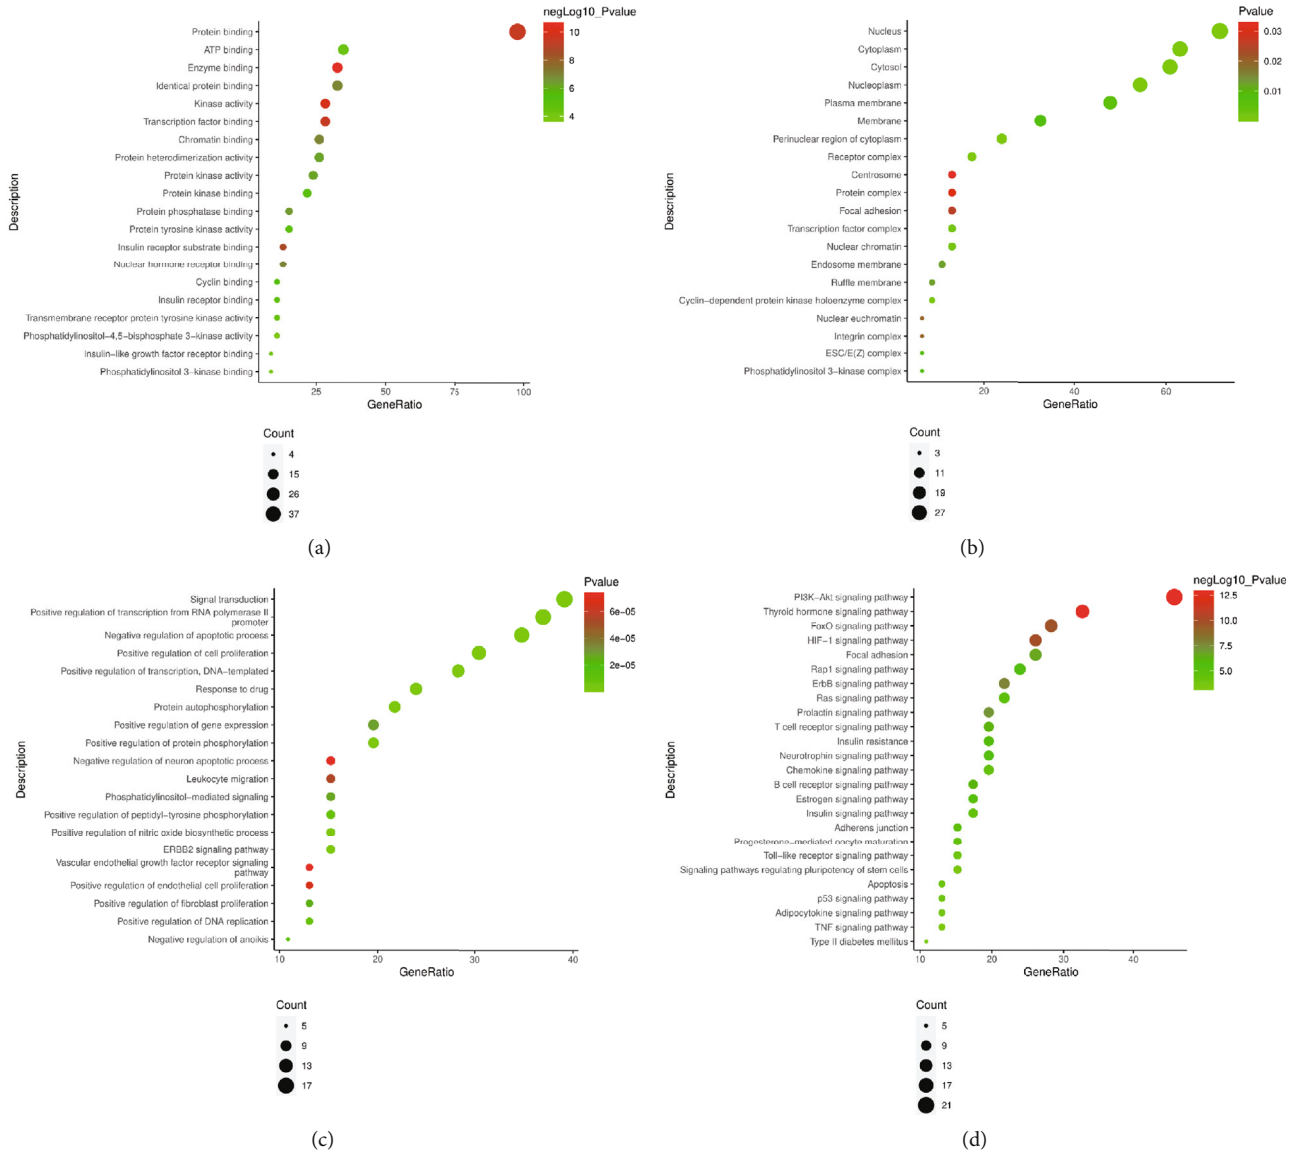 negLog10_Pvalue
10
8
6
4
Protein binding
ATP binding
Enzyme binding
Identical protein binding
Kinase activity
Transcription factor binding
Chromatin binding
Protein heterodimerization activity
Protein kinase activity
Protein kinase binding
Protein phosphatase binding
Protein tyrosine kinase activity
Insulin receptor substrate binding
Nuclear hormone receptor binding
Cyclin binding
Insulin receptor binding
Transmembrane receptor protein tyrosine kinase activity
Phosphatidylinositol−4,5−bisphosphate 3−kinase activity
Insulin−like growth factor receptor binding
Phosphatidylinositol 3−kinase binding
Description
25 50 75 100
GeneRatio
Count
4
15
26
37
(a)
Pvalue
0.03
0.02
0.01
Nucleus
Cytoplasm
Cytosol
Nucleoplasm
Plasma membrane
Membrane
Perinuclear region of cytoplasm
Receptor complex
Centrosome
Protein complex
Focal adhesion
Transcription factor complex
Nuclear chromatin
Endosome membrane
Ruffle membrane
Cyclin−dependent protein kinase holoenzyme complex
Nuclear euchromatin
Integrin complex
ESC/E(Z) complex
Phosphatidylinositol 3−kinase complex
Description
20 40 60
GeneRatio
Count
3
11
19
27
(b)
Pvalue
6e−05
4e−05
2e−05
Signal transduction
Positive regulation of transcription from RNA polymerase II
promoter
Negative regulation of apoptotic process
Positive regulation of cell proliferation
Positive regulation of transcription, DNA−templated
Response to drug
Protein autophosphorylation
Positive regulation of gene expression
Positive regulation of protein phosphorylation
Negative regulation of neuron apoptotic process
Leukocyte migration
Phosphatidylinositol−mediated signaling
Positive regulation of peptidyl−tyrosine phosphorylation
Positive regulation of nitric oxide biosynthetic process
ERBB2 signaling pathway
Vascular endothelial growth factor receptor signaling
pathway
Positive regulation of endothelial cell proliferation
Positive regulation of fibroblast proliferation
Positive regulation of DNA replication
Negative regulation of anoikis
Description
10 20 30 40
GeneRatio
Count
5
9
13
17
(c)
negLog10_Pvalue
12.5
10.0
7.5
5.0
PI3K−Akt signaling pathway
Thyroid hormone signaling pathway
FoxO signaling pathway
HIF−1 signaling pathway
Focal adhesion
Rap1 signaling pathway
ErbB signaling pathway
Ras signaling pathway
Prolactin signaling pathway
T cell receptor signaling pathway
Insulin resistance
Neurotrophin signaling pathway
Chemokine signaling pathway
B cell receptor signaling pathway
Estrogen signaling pathway
Insulin signaling pathway
Adherens junction
Progesterone−mediated oocyte maturation
Toll−like receptor signaling pathway
Signaling pathways regulating pluripotency of stem cells
Apoptosis
p53 signaling pathway
Adipocytokine signaling pathway
TNF signaling pathway
Type II diabetes mellitus
Description
10 20 30 40
GeneRatio
Count
5
9
13
17
21
(d)